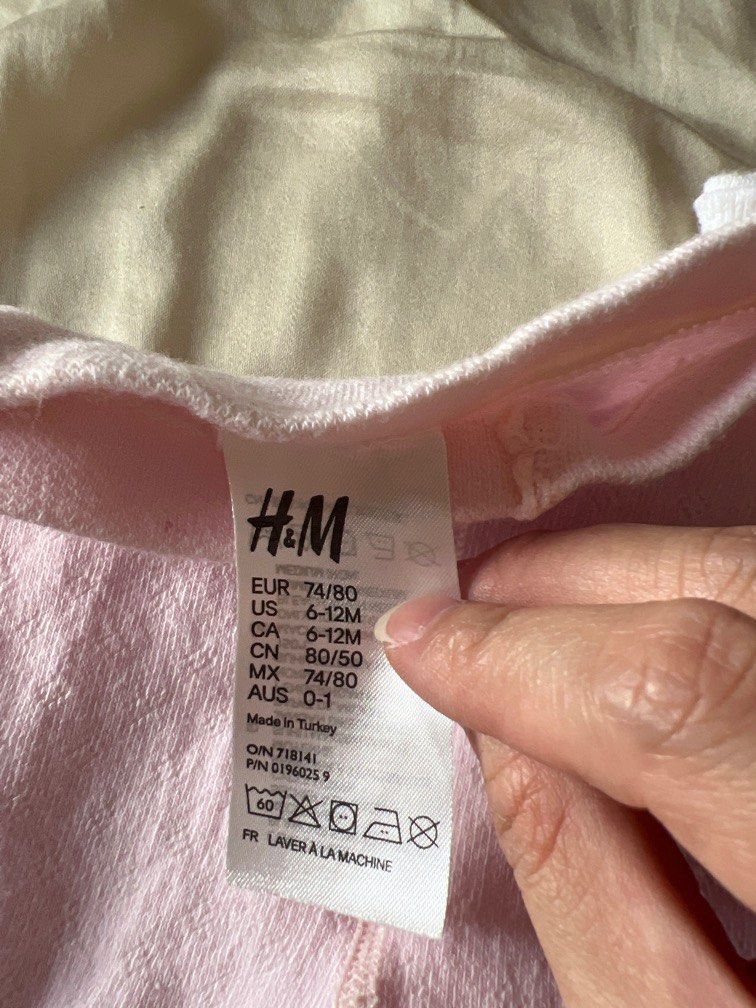 H&M
EUR 74/80
US 6-12M
CA 6-12M
CN 80/50
MX 74/80
AUS 0-1
Made in Turkey
O/N 718141
P/N 0196025 9
60
FR LAVER À LA MACHINE